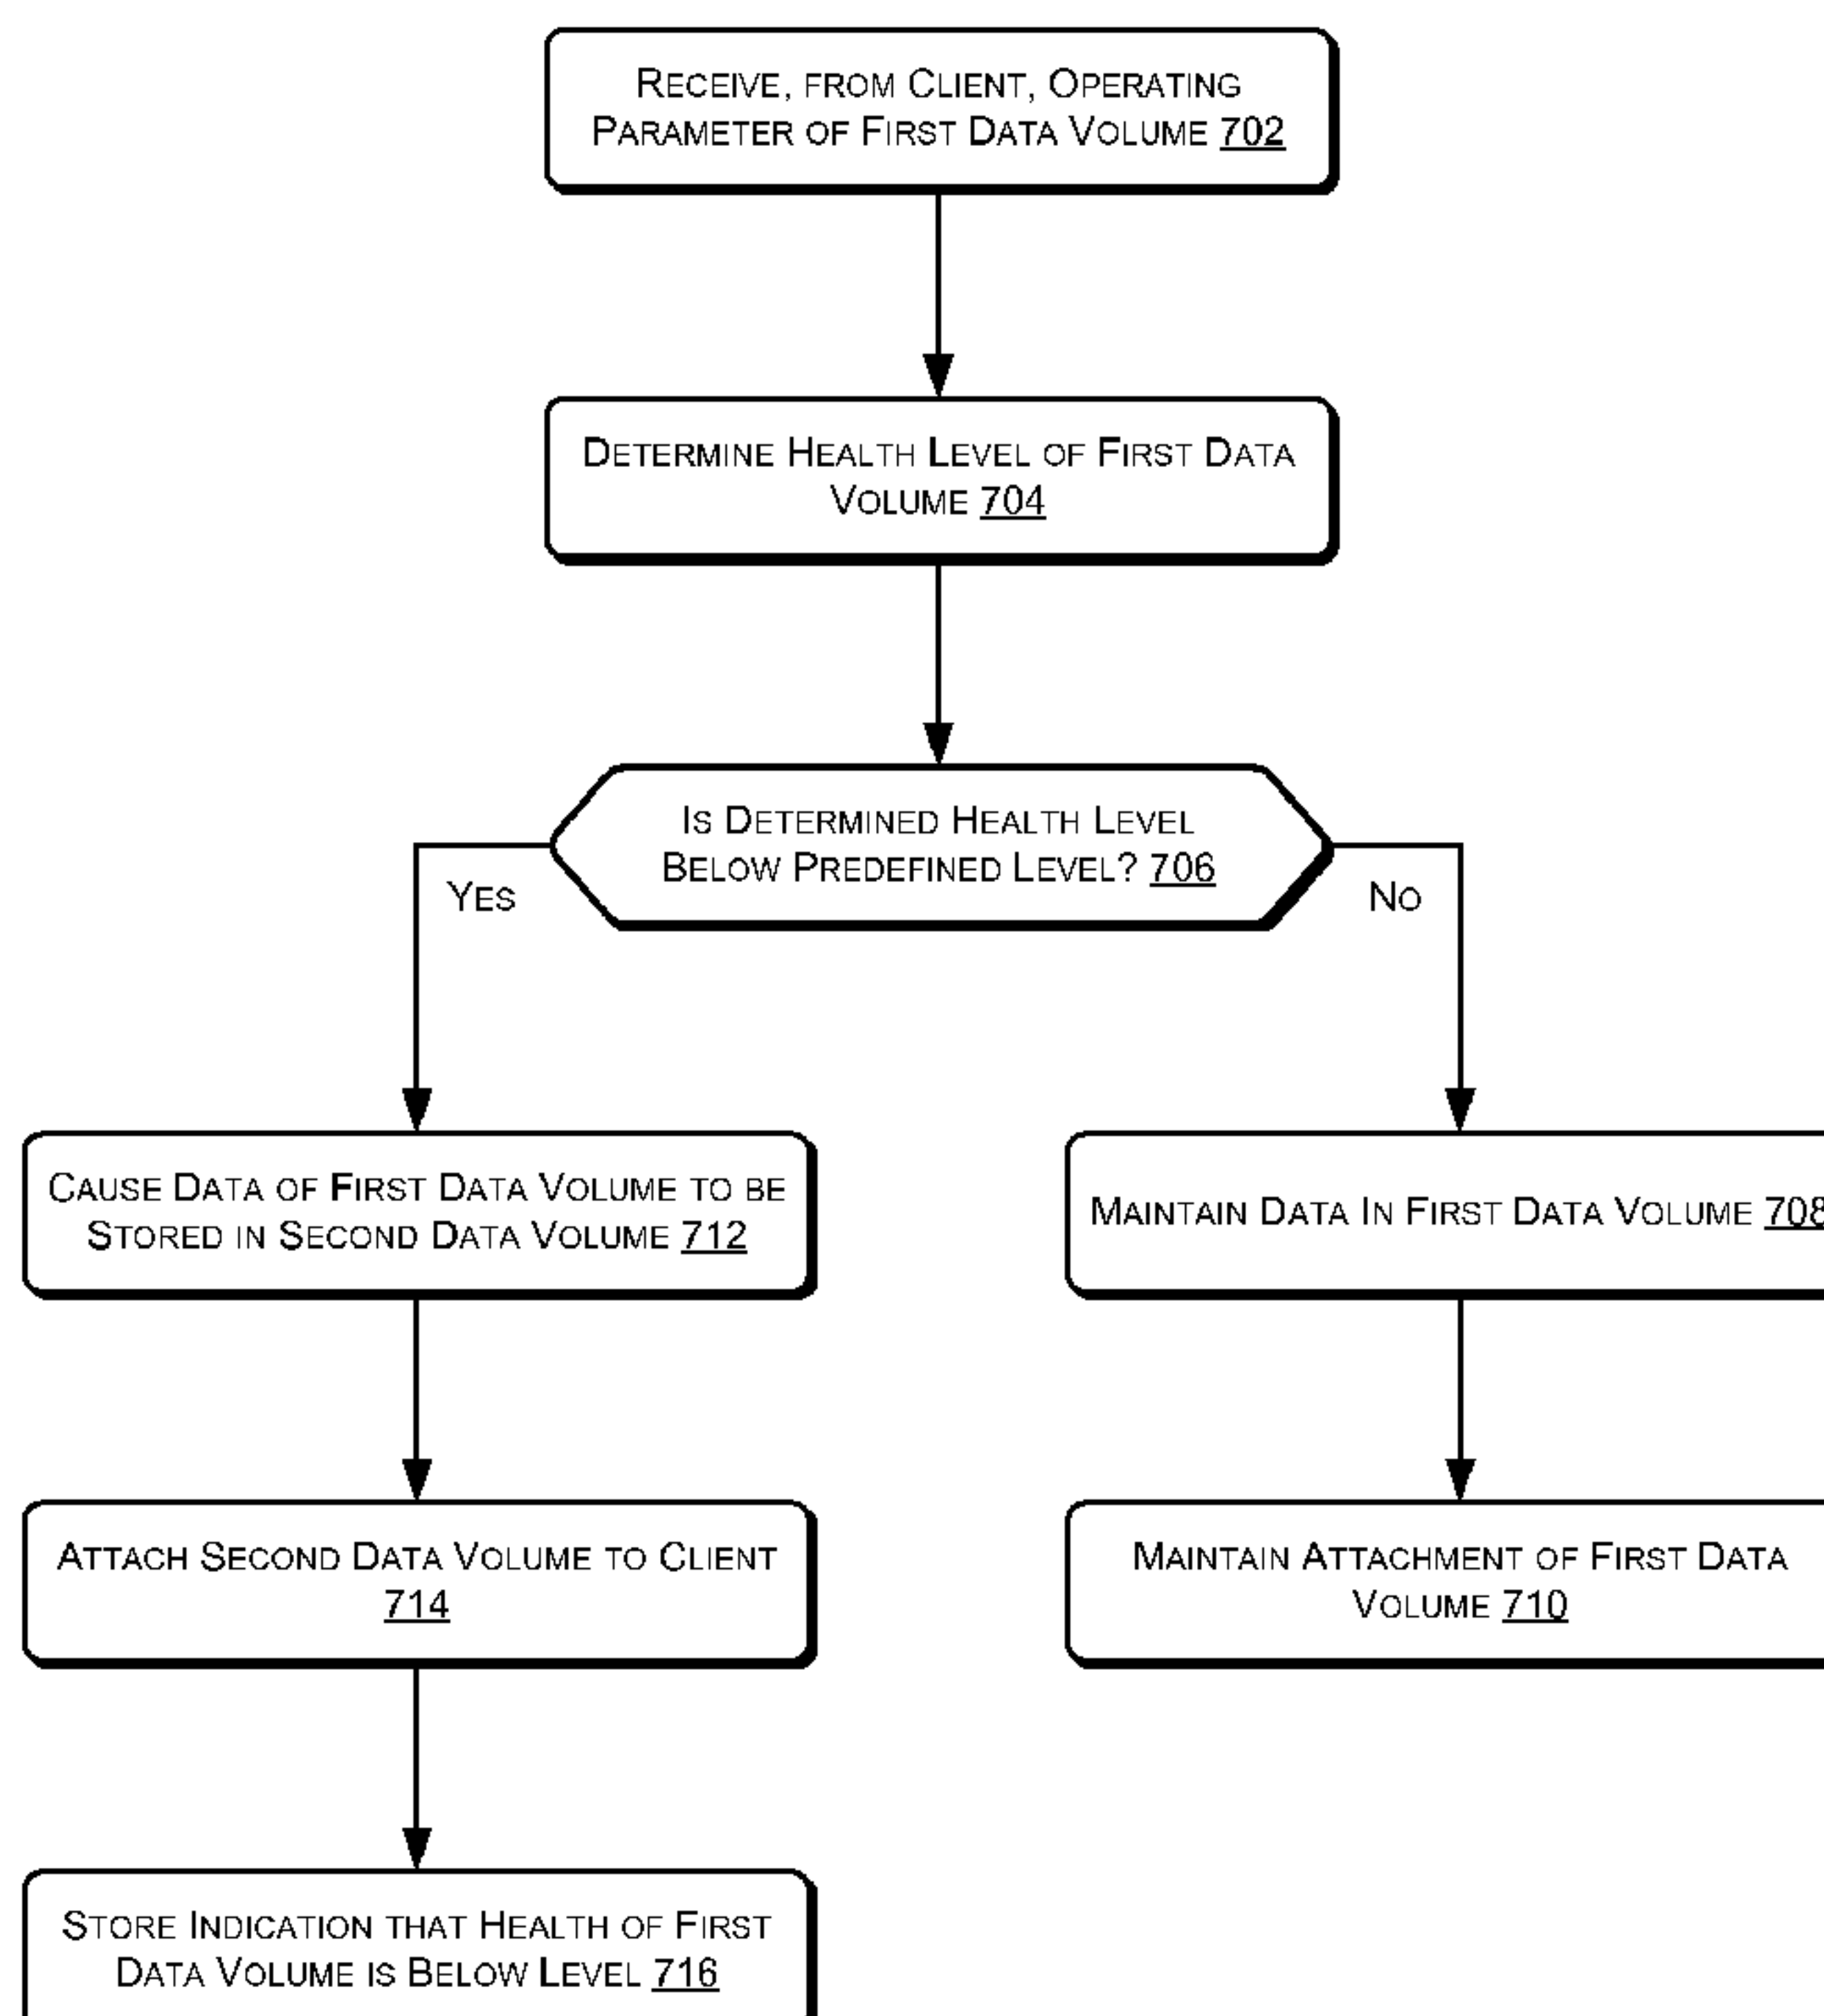 RECEIVE, FROM CLIENT, OPERATING
PARAMETER OF FIRST DATA VOLUME 702
DETERMINE HEALTH LEVEL OF FIRST DATA
VOLUME 704
IS DETERMINED HEALTH LEVEL
BELOW PREDEFINED LEVEL? 706
YES
NO
CAUSE DATA OF FIRST DATA VOLUME TO BE
STORED IN SECOND DATA VOLUME 712
MAINTAIN DATA IN FIRST DATA VOLUME 708
ATTACH SECOND DATA VOLUME TO CLIENT
714
MAINTAIN ATTACHMENT OF FIRST DATA
VOLUME 710
STORE INDICATION THAT HEALTH OF FIRST
DATA VOLUME IS BELOW LEVEL 716